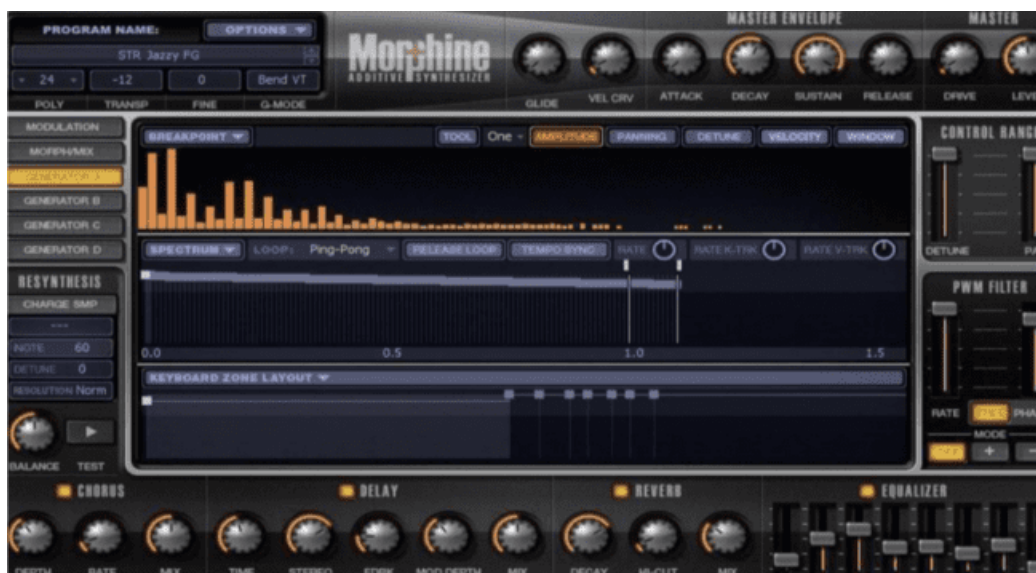 PROGRAM NAME: OPTIONS
STR Jazzy FG
24 -12 0 Bend VT
POLY TRANSP FINE G-MODE
Morphine
ADDITIVE SYNTHESIZER
GLIDE VEL CRV
MASTER ENVELOPE
ATTACK DECAY SUSTAIN RELEASE
MASTER
DRIVE LEVE
MODULATION
MORPH/MIX
GENERATOR A
GENERATOR B
GENERATOR C
GENERATOR D
BREAKPOINT TOOL One AMPLITUDE PANNING DETUNE VELOCITY WINDOW
SPECTRUM LOOP: Ping-Pong RELEASE LOOP TEMPO SYNC RATE RATE K-TRK RATE V-TRK
0.0 0.5 1.0 1.5
KEYBOARD ZONE LAYOUT
RESYNTHESIS
CHARGE SMP
---
NOTE 60
DETUNE 0
RESOLUTION Norm
BALANCE TEST
CONTROL RANG
DETUNE PA
PWM FILTER
RATE PHA
MODE
+ -
CHORUS
DEPTH RATE MIX
DELAY
TIME STEREO FDBK MOD DEPTH MIX
REVERB
DECAY HI-CUT MIX
EQUALIZER